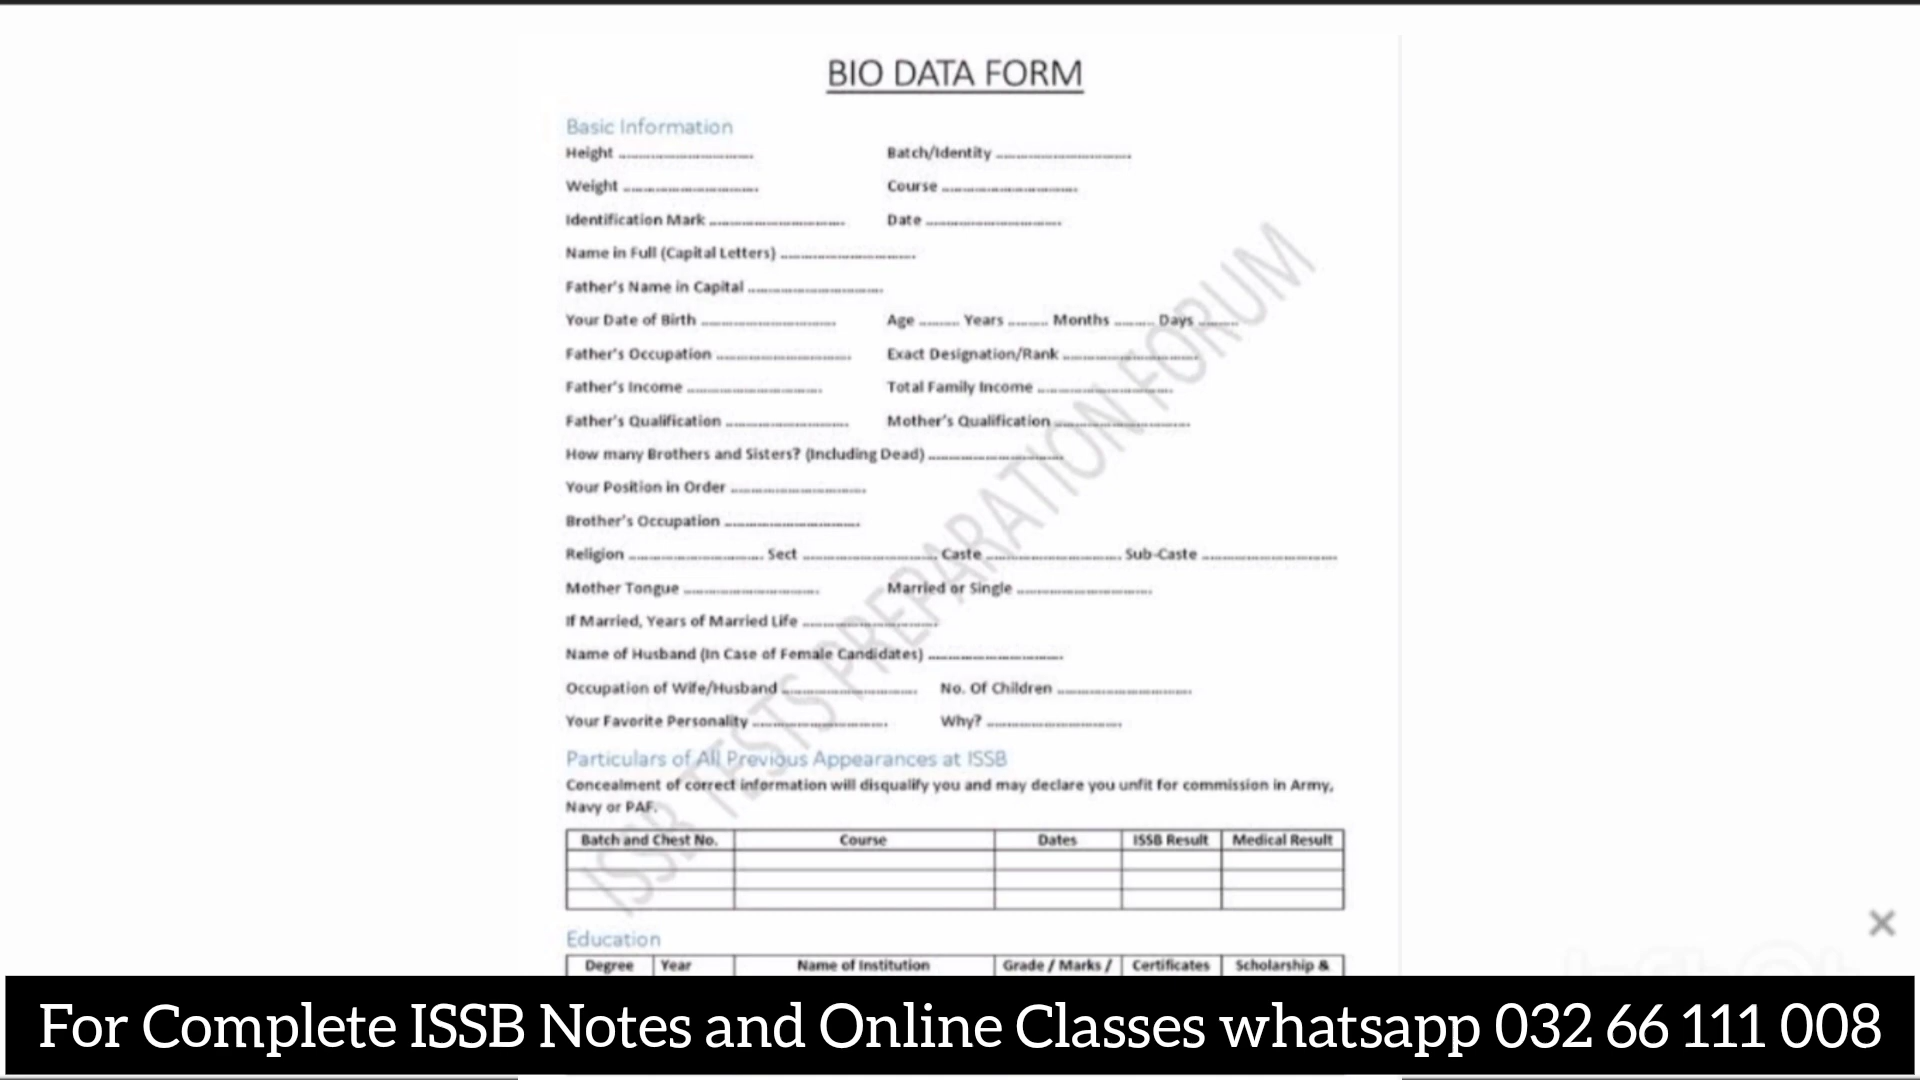 BIO DATA FORM
Basic Information
Height ........................ Batch/Identity ........................
Weight ........................ Course ........................
Identification Mark ........................ Date ........................
Name in Full (Capital Letters) ........................
Father's Name in Capital ........................
Your Date of Birth ........................ Age ....... Years ....... Months ....... Days .......
Father's Occupation ........................ Exact Designation/Rank ........................
Father's Income ........................ Total Family Income ........................
Father's Qualification ........................ Mother's Qualification ........................
How many Brothers and Sisters? (Including Dead) ........................
Your Position in Order ........................
Brother's Occupation ........................
Religion ........................ Sect ........................ Caste ........................ Sub-Caste ........................
Mother Tongue ........................ Married or Single ........................
If Married, Years of Married Life ........................
Name of Husband (In Case of Female Candidates) ........................
Occupation of Wife/Husband ........................ No. Of Children ........................
Your Favorite Personality ........................ Why? ........................
Particulars of All Previous Appearances at ISSB
Concealment of correct information will disqualify you and may declare you unfit for commission in Army,
Navy or PAF.
Batch and Chest No. Course Dates ISSB Result Medical Result
Education
Degree Year Name of Institution Grade / Marks / Certificates Scholarship &
ISSB TESTS PREPARATION FORUM
For Complete ISSB Notes and Online Classes whatsapp 032 66 111 008